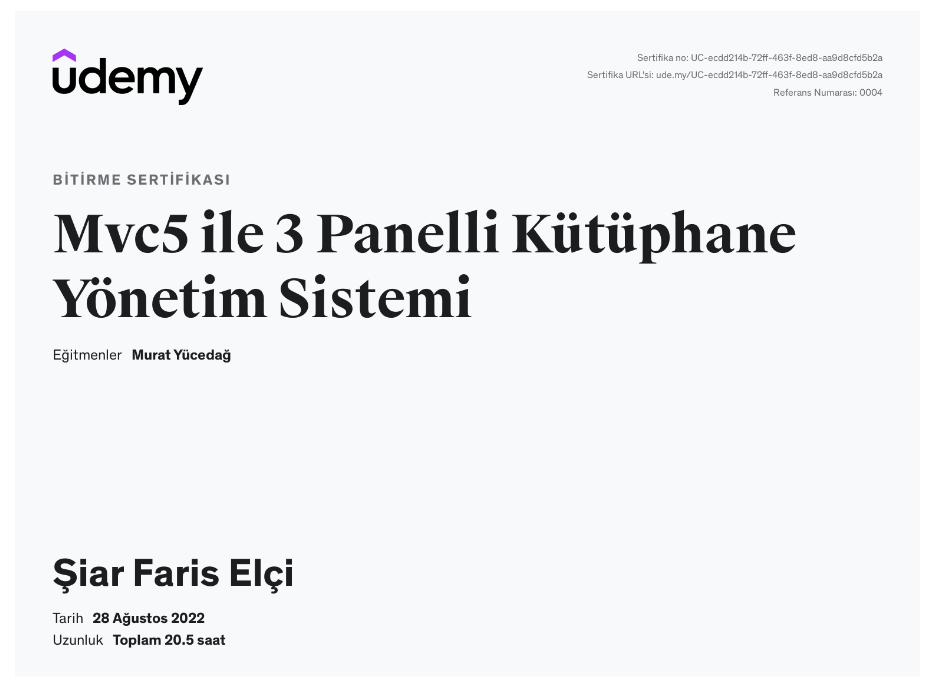 udemy
Sertifika no: UC-ecdd214b-72ff-463f-8ed8-aa9d8cfd5b2a
Sertifika URL'si: ude.my/UC-ecdd214b-72ff-463f-8ed8-aa9d8cfd5b2a
Referans Numarası: 0004
BİTİRME SERTİFİKASI
Mvc5 ile 3 Panelli Kütüphane
Yönetim Sistemi
Eğitmenler Murat Yücedağ
Şiar Faris Elçi
Tarih 28 Ağustos 2022
Uzunluk Toplam 20.5 saat